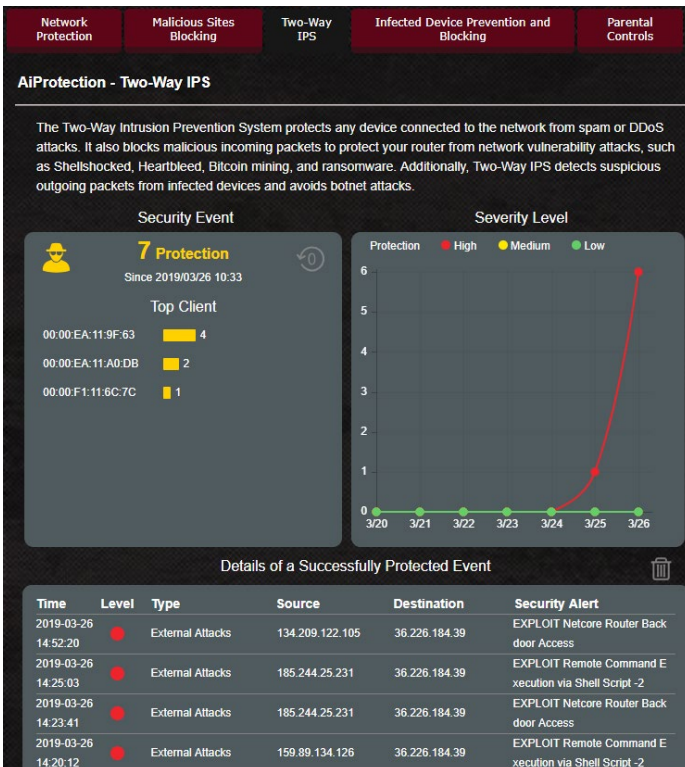 Network Protection
Malicious Sites Blocking
Two-Way IPS
Infected Device Prevention and Blocking
Parental Controls
AiProtection - Two-Way IPS
The Two-Way Intrusion Prevention System protects any device connected to the network from spam or DDoS
attacks. It also blocks malicious incoming packets to protect your router from network vulnerability attacks, such
as Shellshocked, Heartbleed, Bitcoin mining, and ransomware. Additionally, Two-Way IPS detects suspicious
outgoing packets from infected devices and avoids botnet attacks.
Security Event
7 Protection
0
Since 2019/03/26 10:33
Top Client
00:00:EA:11:9F:63 4
00:00:EA:11:A0:DB 2
00:00:F1:11:6C:7C 1
Severity Level
Protection High Medium Low
6
5
4
3
2
1
0
3/20 3/21 3/22 3/23 3/24 3/25 3/26
Details of a Successfully Protected Event
Time Level Type Source Destination Security Alert
2019-03-26 14:52:20 External Attacks 134.209.122.105 36.226.184.39 EXPLOIT Netcore Router Back
door Access
2019-03-26 14:25:03 External Attacks 185.244.25.231 36.226.184.39 EXPLOIT Remote Command E
xecution via Shell Script -2
2019-03-26 14:23:41 External Attacks 185.244.25.231 36.226.184.39 EXPLOIT Netcore Router Back
door Access
2019-03-26 14:20:12 External Attacks 159.89.134.126 36.226.184.39 EXPLOIT Remote Command E
xecution via Shell Script -2